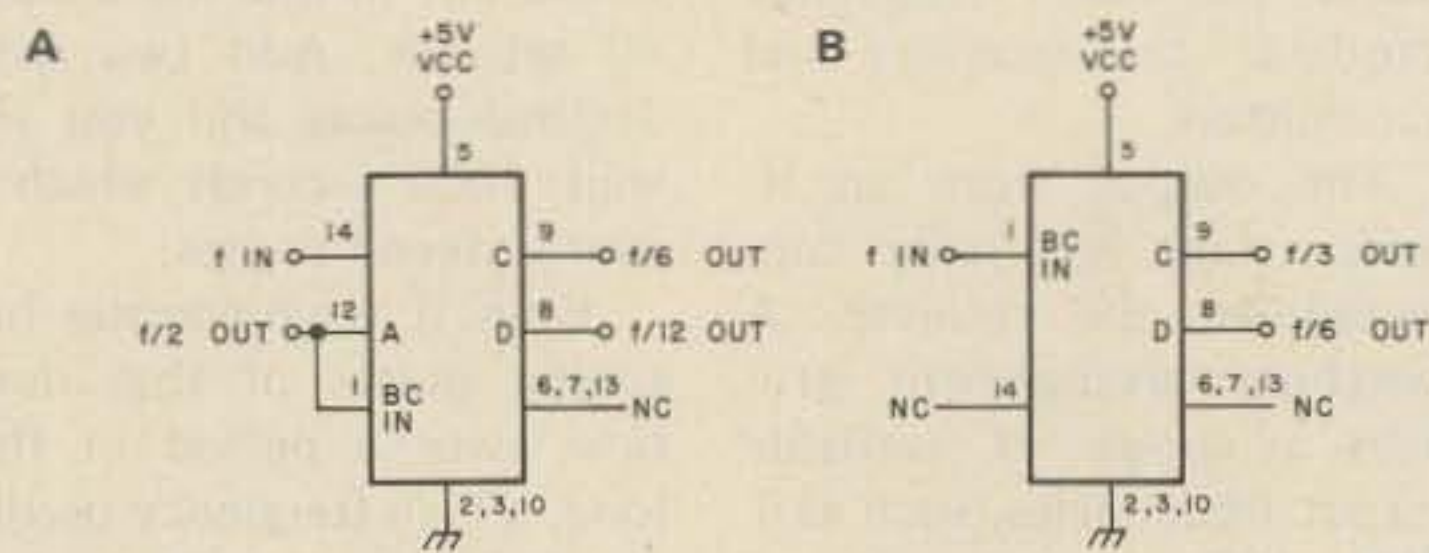 A
+5V
VCC
5
14
f IN
9
C
f/6 OUT
12
f/2 OUT
A
8
D
f/12 OUT
1
BC
IN
6,7,13
NC
2,3,10
B
+5V
VCC
5
1
f IN
BC
IN
9
C
f/3 OUT
8
D
f/6 OUT
14
NC
6,7,13
NC
2,3,10